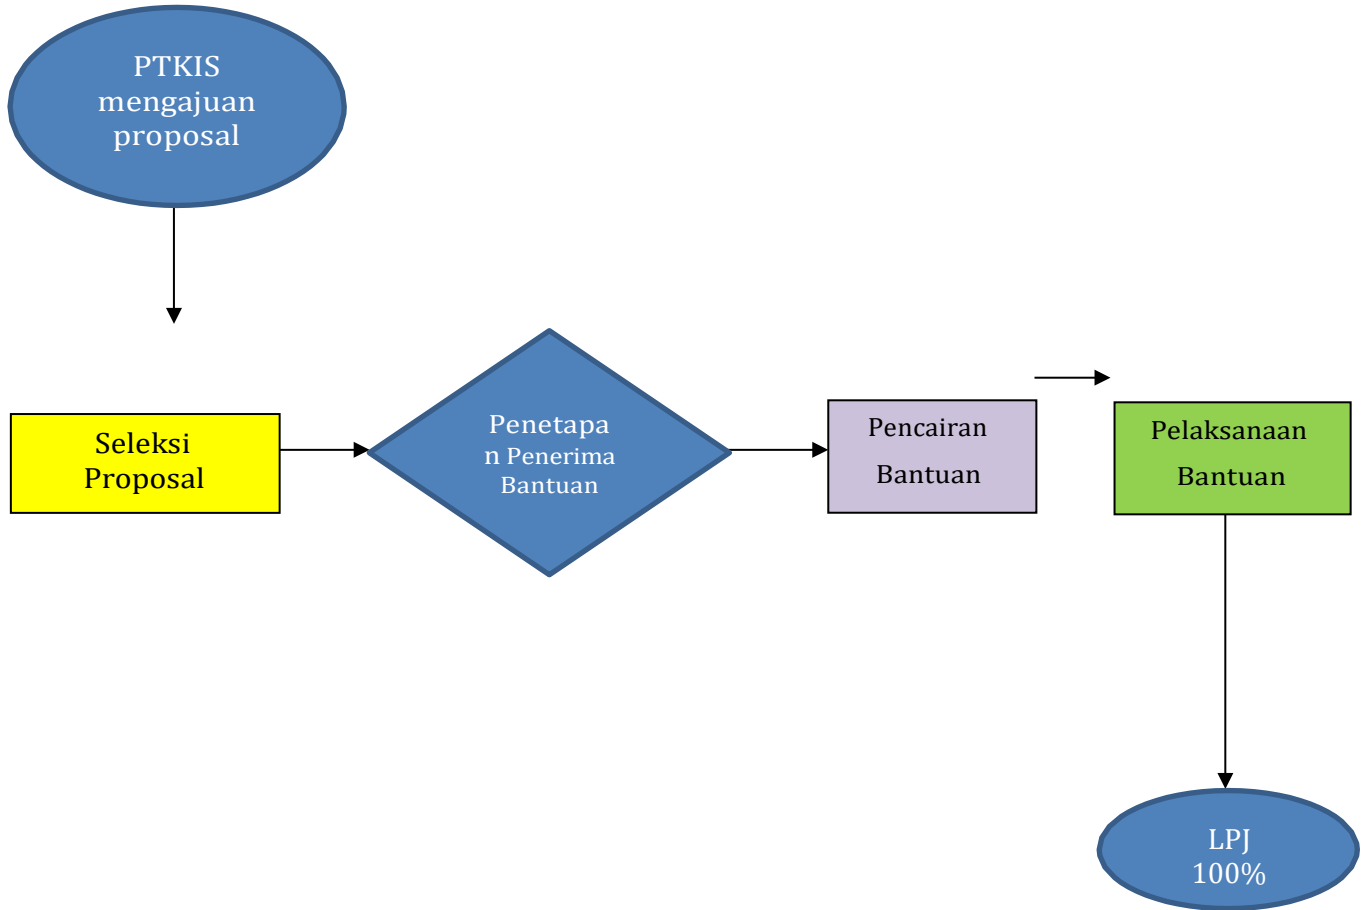 PTKIS
mengajuan
proposal
Seleksi
Proposal
Penetapa
n Penerima
Bantuan
Pencairan
Bantuan
Pelaksanaan
Bantuan
LPJ
100%